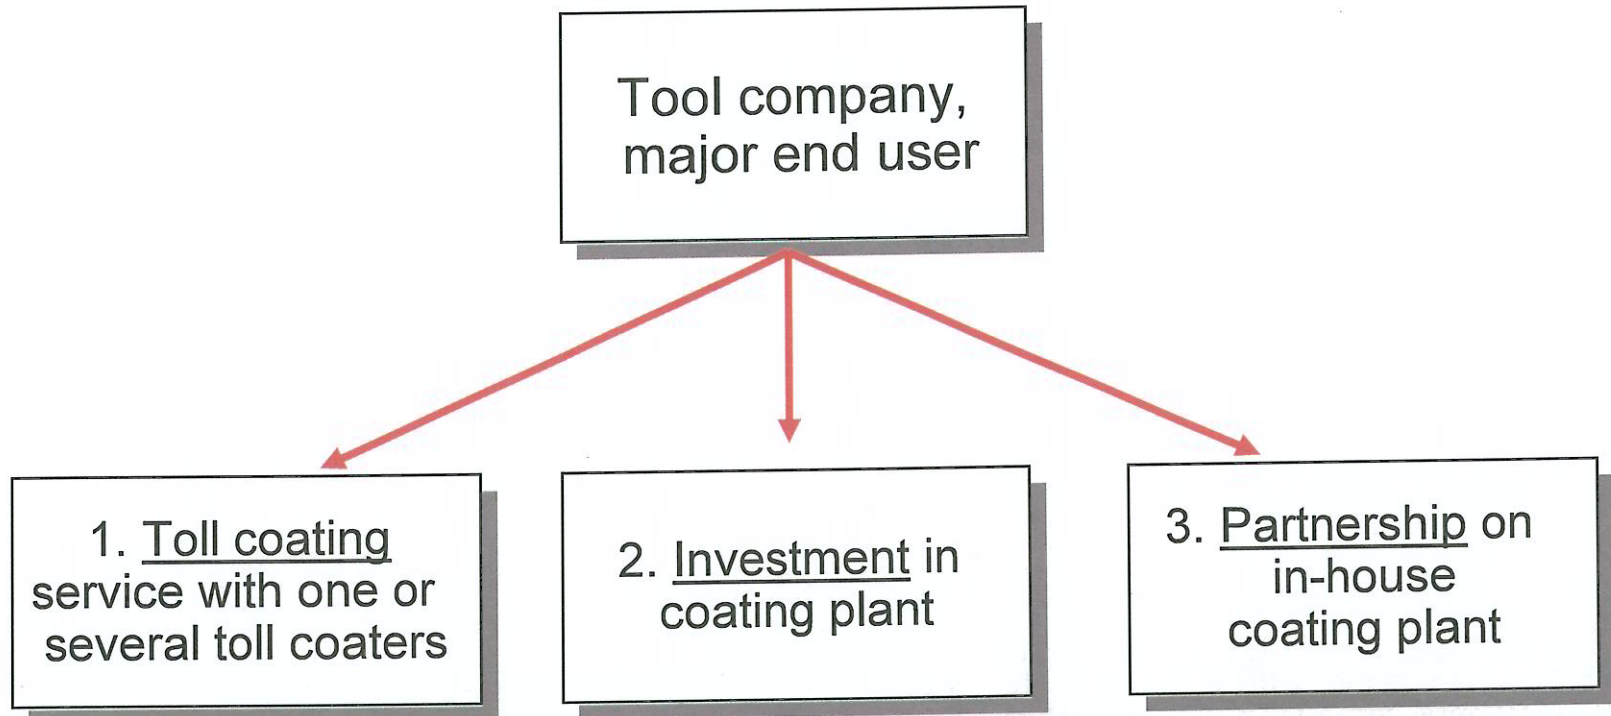 Tool company,
major end user
1. Toll coating
service with one or
several toll coaters
2. Investment in
coating plant
3. Partnership on
in-house
coating plant